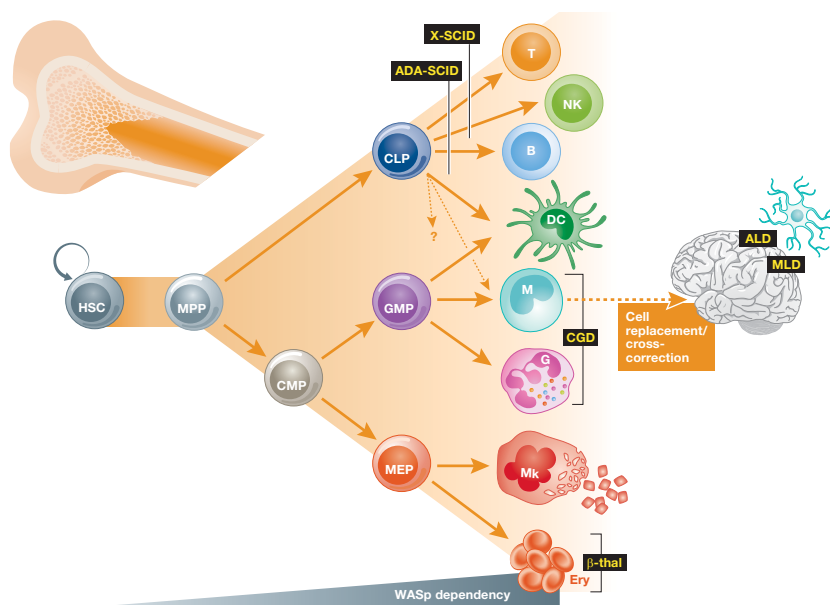 X-SCID
ADA-SCID
T
NK
CLP
B
DC
?
ALD
MLD
HSC
MPP
GMP
M
CGD
Cell
replacement/
cross-
correction
G
CMP
MEP
Mk
β-thal
Ery
WASp dependency